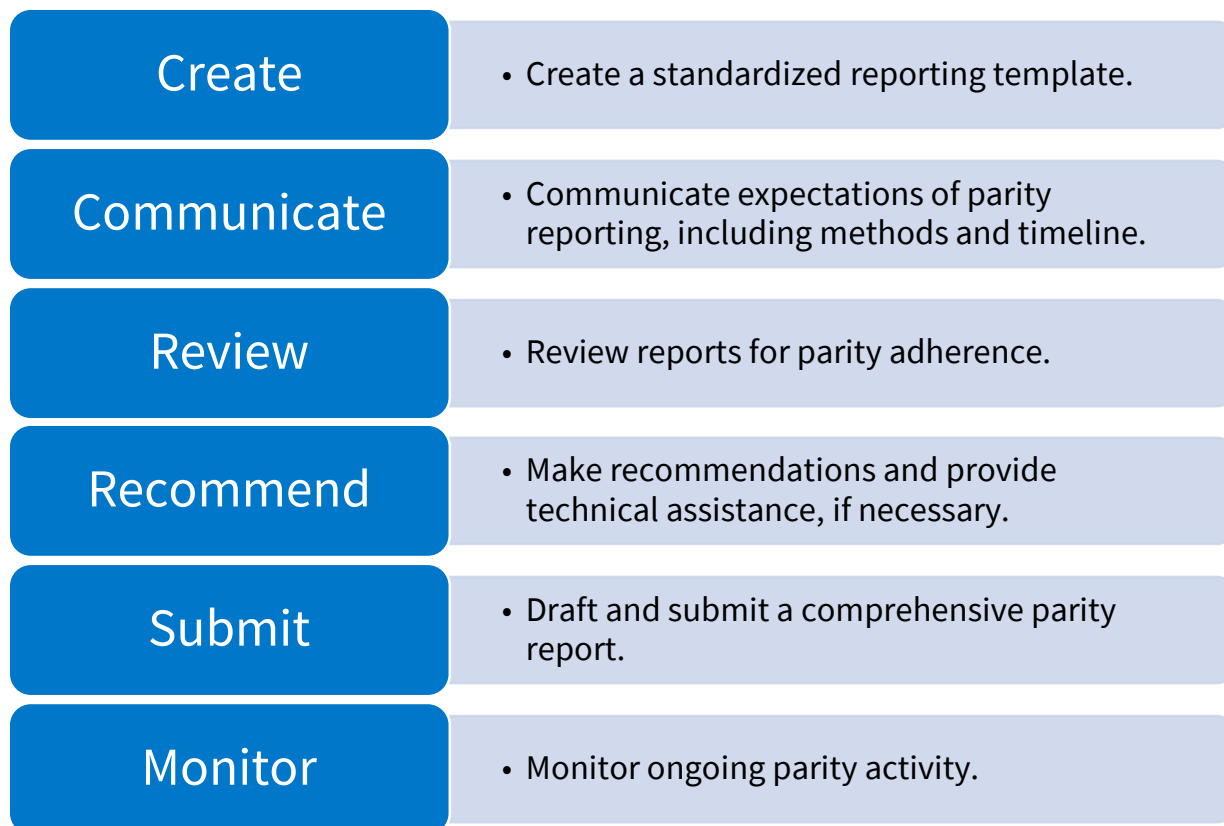 Create
• Create a standardized reporting template.
Communicate
• Communicate expectations of parity
reporting, including methods and timeline.
Review
• Review reports for parity adherence.
Recommend
• Make recommendations and provide
technical assistance, if necessary.
Submit
• Draft and submit a comprehensive parity
report.
Monitor
• Monitor ongoing parity activity.